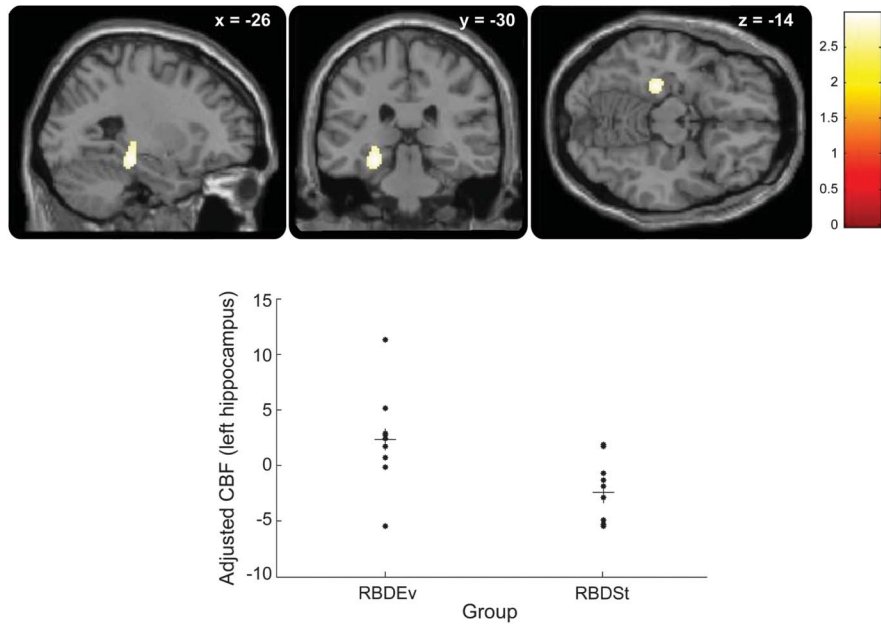 x = -26
y = -30
z = -14
2.5
2
1.5
1
0.5
0
Adjusted CBF (left hippocampus)
15
10
5
0
-5
-10
RBDEv
RBDSt
Group